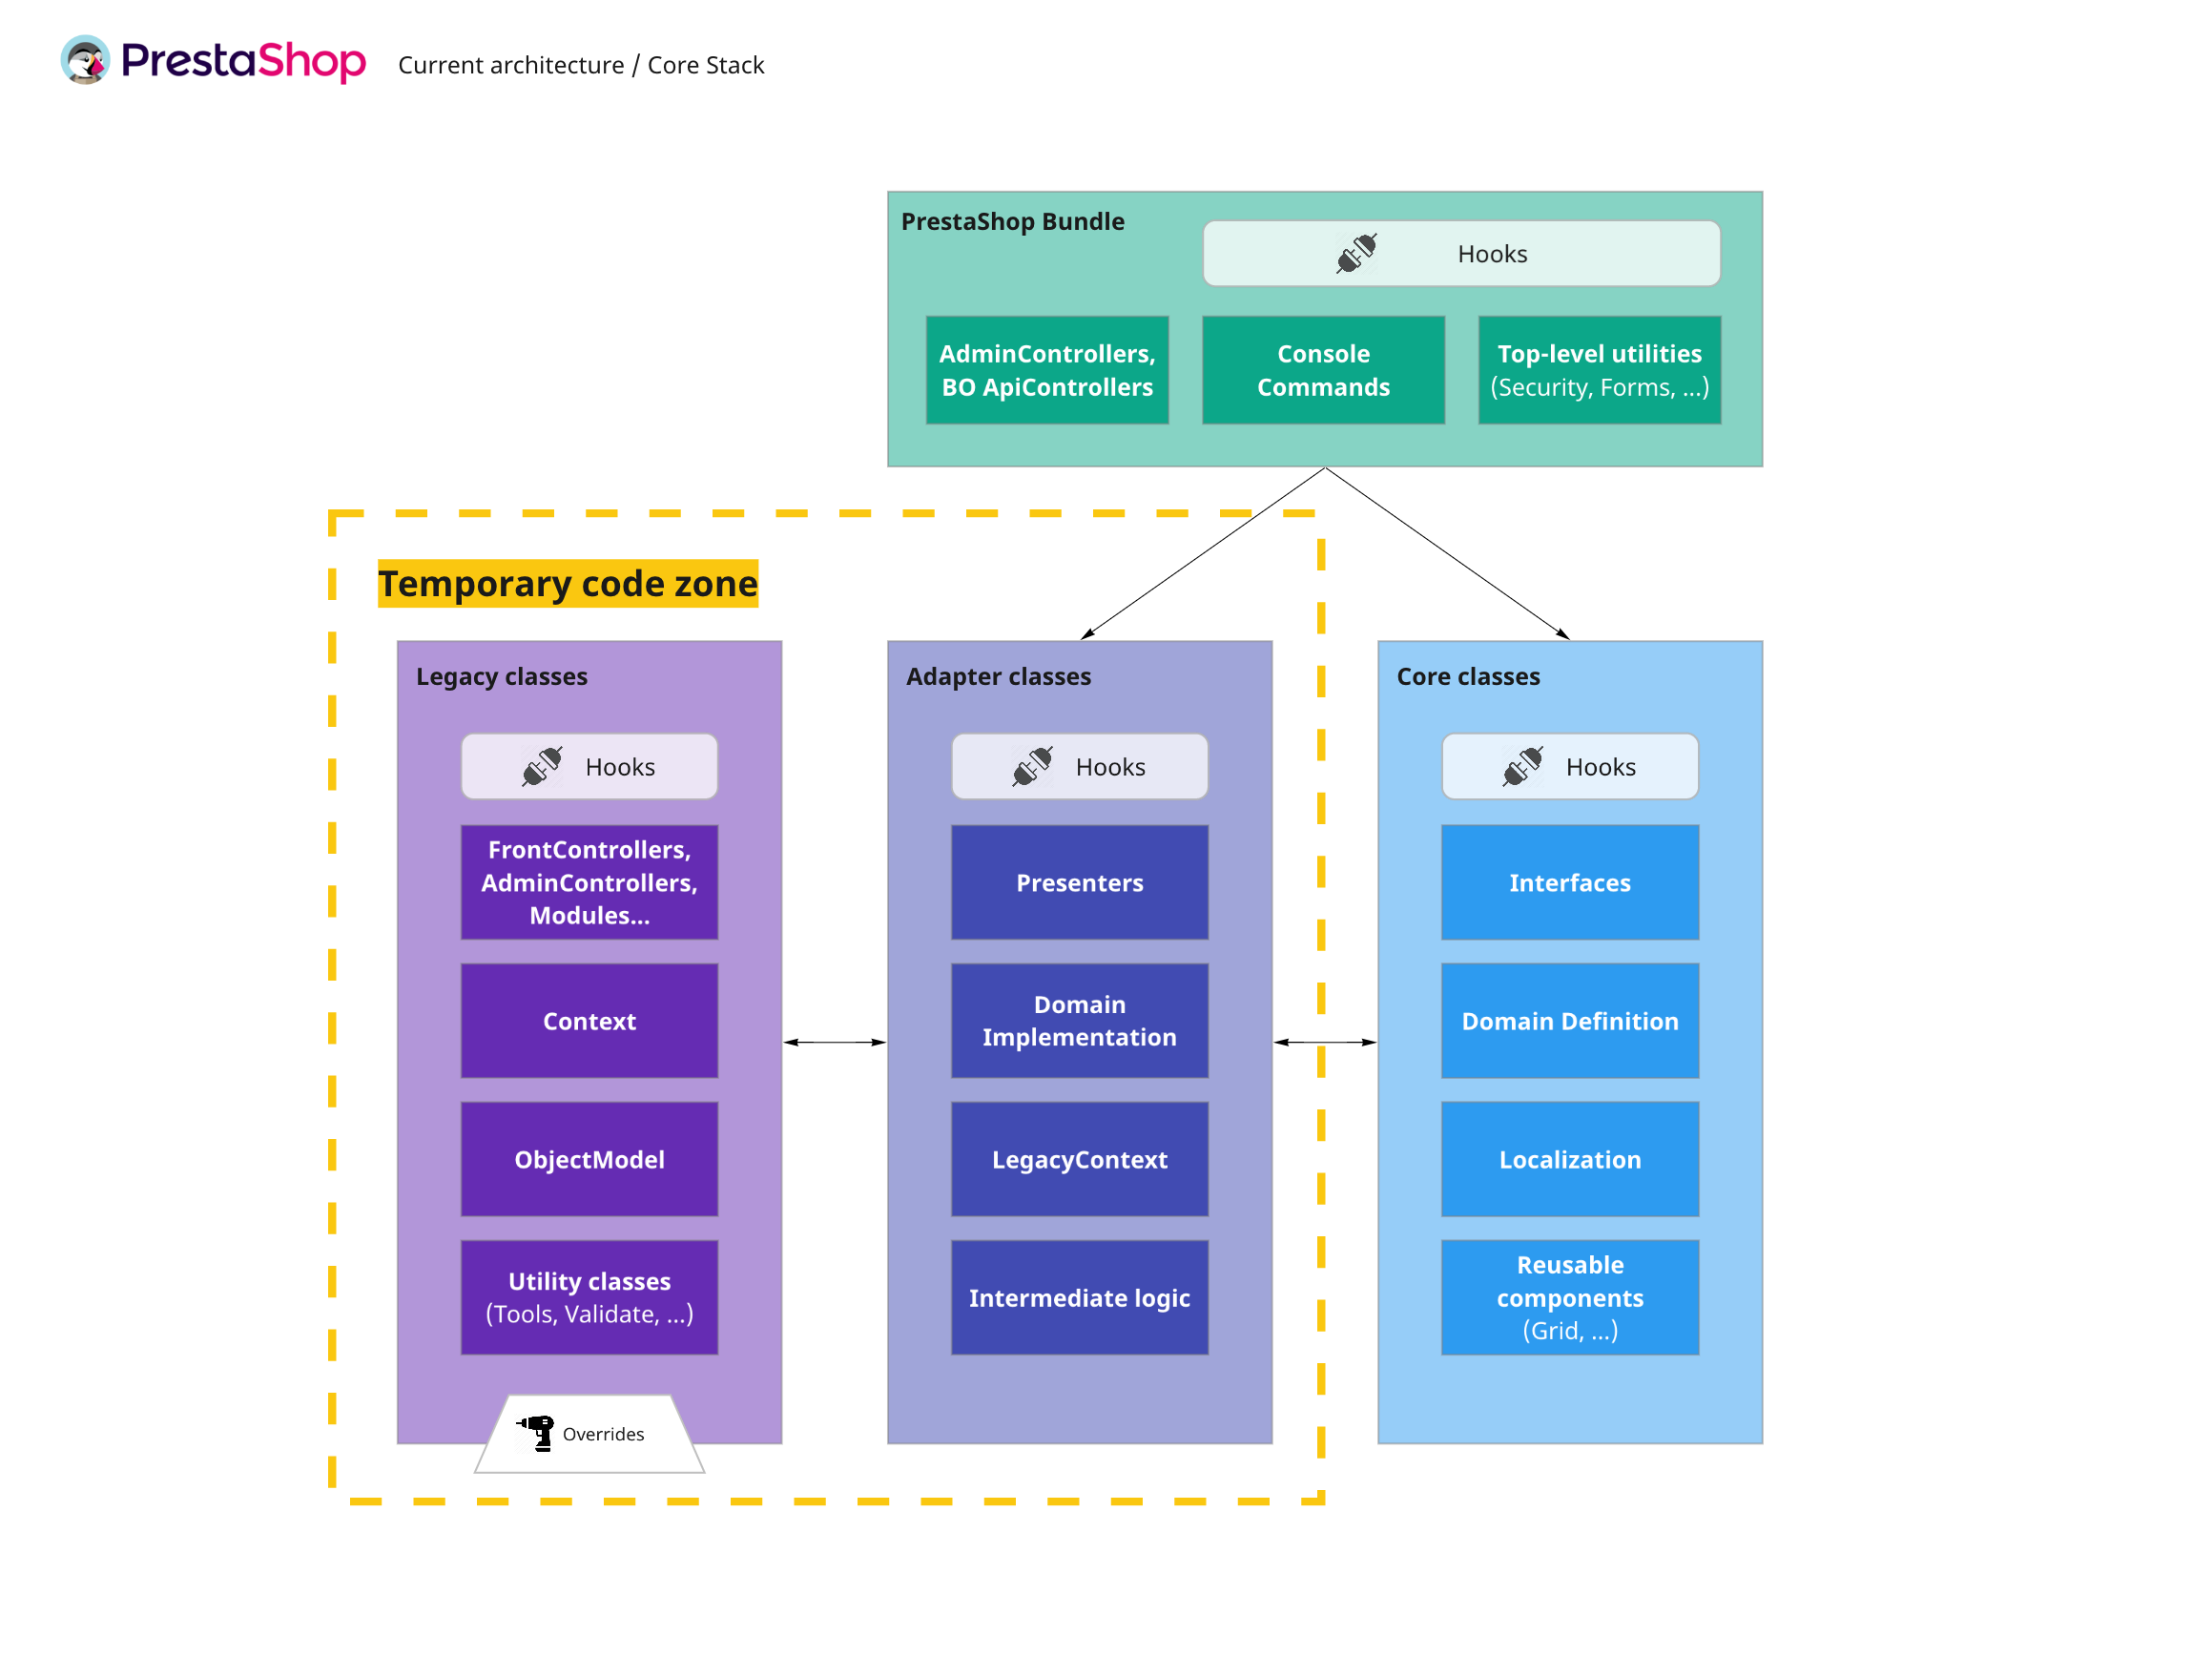 PrestaShop
Current architecture / Core Stack
PrestaShop Bundle
Hooks
AdminControllers,
BO ApiControllers
Console
Commands
Top-level utilities
(Security, Forms, ...)
Temporary code zone
Legacy classes
Hooks
FrontControllers,
AdminControllers,
Modules...
Context
ObjectModel
Utility classes
(Tools, Validate, ...)
Overrides
Adapter classes
Hooks
Presenters
Domain
Implementation
LegacyContext
Intermediate logic
Core classes
Hooks
Interfaces
Domain Definition
Localization
Reusable
components
(Grid, ...)